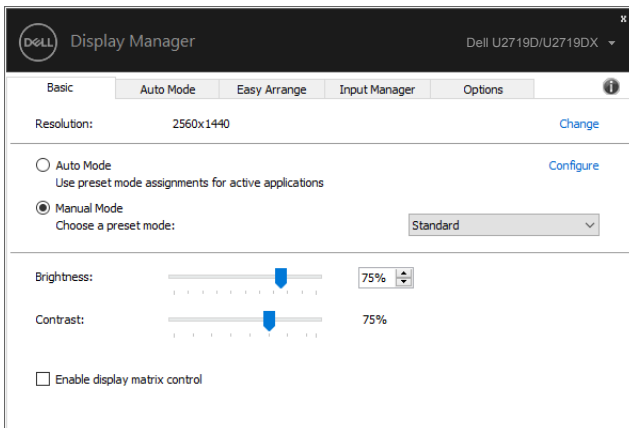 x
DELL Display Manager Dell U2719D/U2719DX
Basic Auto Mode Easy Arrange Input Manager Options i
Resolution: 2560x1440 Change
Auto Mode Configure
Use preset mode assignments for active applications
Manual Mode
Choose a preset mode: Standard
Brightness: 75%
Contrast: 75%
Enable display matrix control